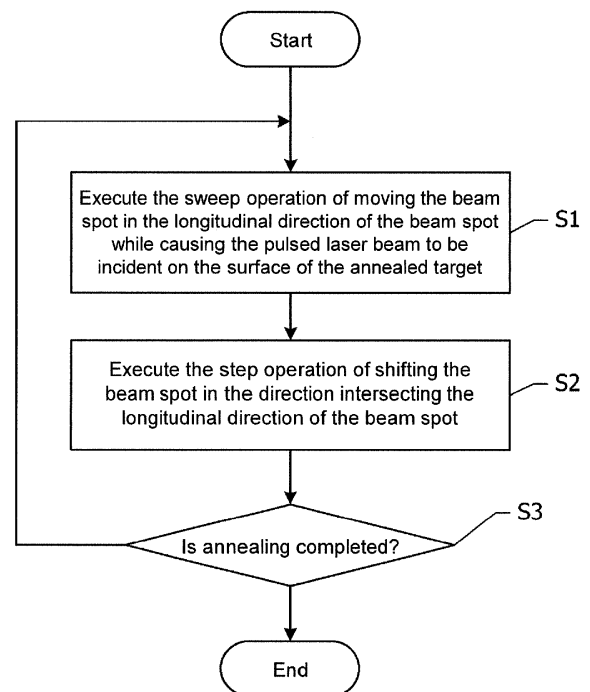 Start
Execute the sweep operation of moving the beam
spot in the longitudinal direction of the beam spot
while causing the pulsed laser beam to be
incident on the surface of the annealed target
S1
Execute the step operation of shifting the
beam spot in the direction intersecting the
longitudinal direction of the beam spot
S2
Is annealing completed?
S3
End